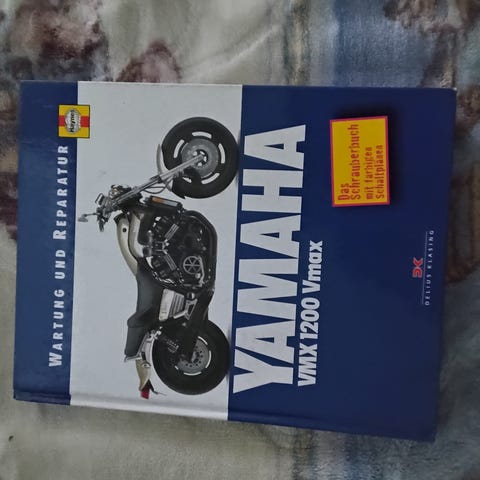 WARTUNG UND REPARATUR
Haynes
YAMAHA
VMX 1200 Vmax
Das
Schrauberbuch
mit farbigen
Schaltplänen
DK
DELIUS KLASING